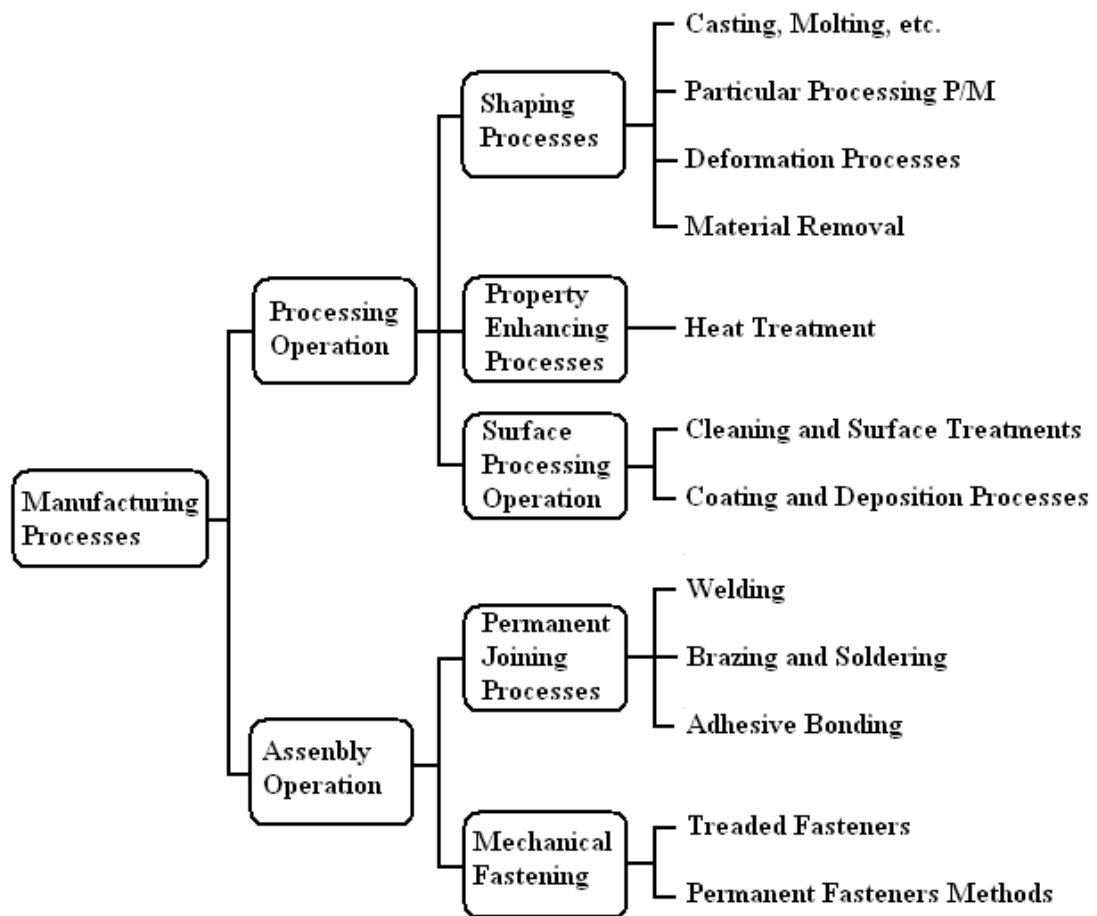 Casting, Molting, etc.
Particular Processing P/M
Deformation Processes
Material Removal
Shaping
Processes
Property
Enhancing
Processes
Heat Treatment
Processing
Operation
Surface
Processing
Operation
Cleaning and Surface Treatments
Coating and Deposition Processes
Manufacturing
Processes
Permanent
Joining
Processes
Welding
Brazing and Soldering
Adhesive Bonding
Assenbly
Operation
Mechanical
Fastening
Treaded Fasteners
Permanent Fasteners Methods